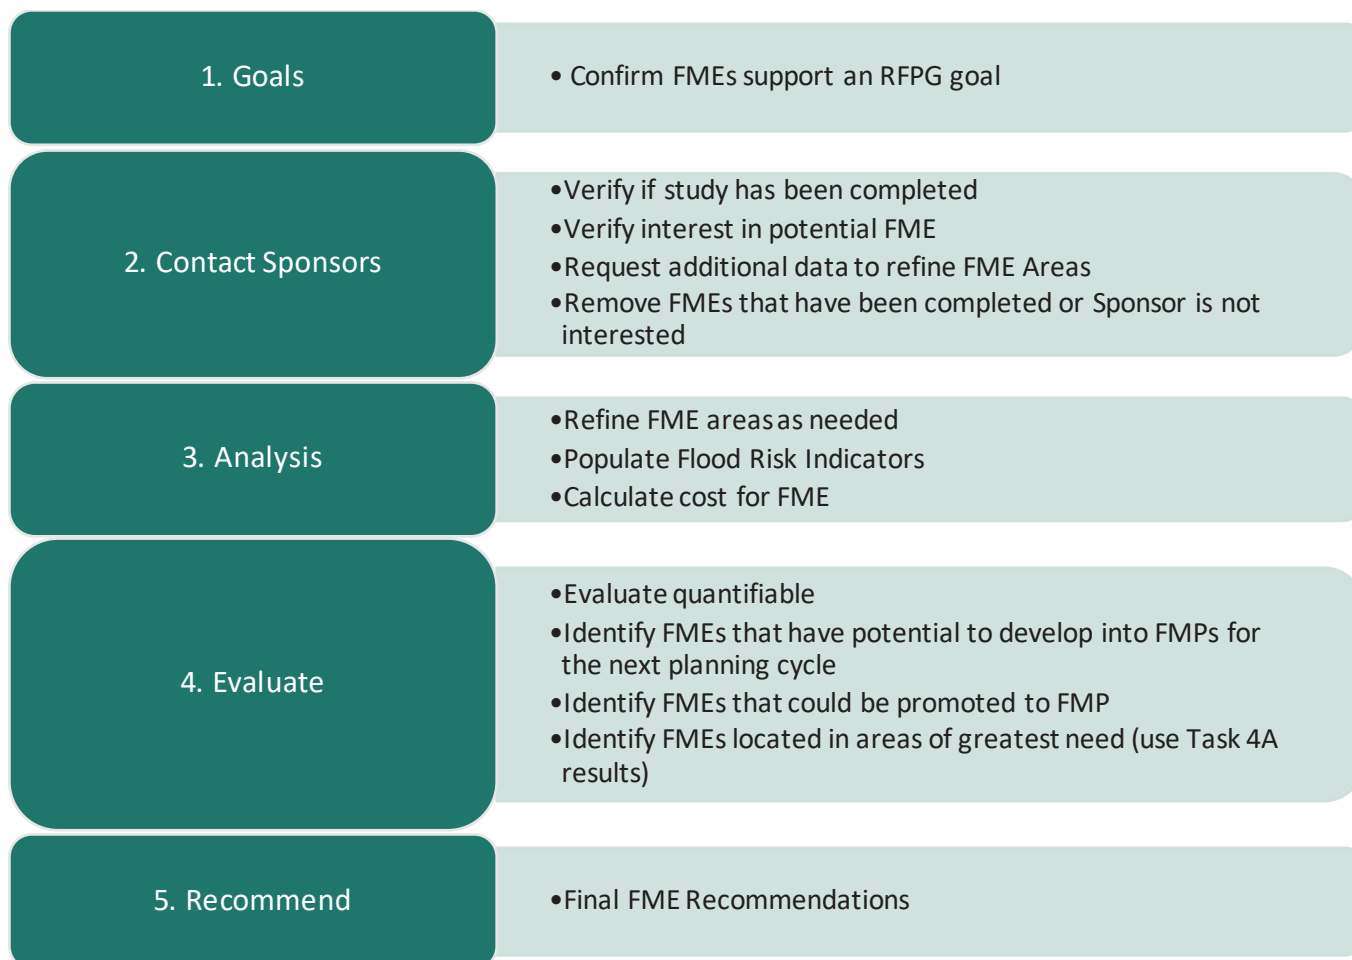 1. Goals
• Confirm FMEs support an RFPG goal
2. Contact Sponsors
•Verify if study has been completed
•Verify interest in potential FME
•Request additional data to refine FME Areas
•Remove FMEs that have been completed or Sponsor is not
interested
3. Analysis
•Refine FME areas as needed
•Populate Flood Risk Indicators
•Calculate cost for FME
4. Evaluate
•Evaluate quantifiable
•Identify FMEs that have potential to develop into FMPs for
the next planning cycle
•Identify FMEs that could be promoted to FMP
•Identify FMEs located in areas of greatest need (use Task 4A
results)
5. Recommend
•Final FME Recommendations